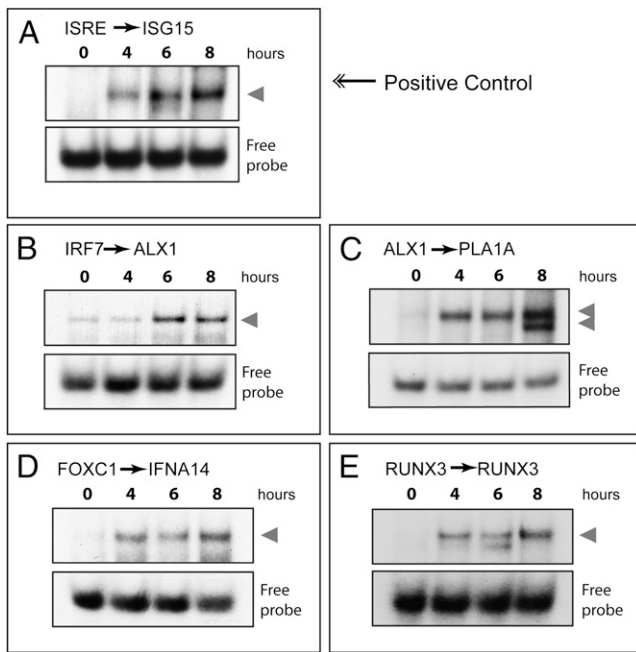 A
ISRE → ISG15
0 4 6 8 hours
Free
probe
Positive Control
B
IRF7 → ALX1
0 4 6 8 hours
Free
probe
C
ALX1 → PLA1A
0 4 6 8 hours
Free
probe
D
FOXC1 → IFNA14
0 4 6 8 hours
Free
probe
E
RUNX3 → RUNX3
0 4 6 8 hours
Free
probe